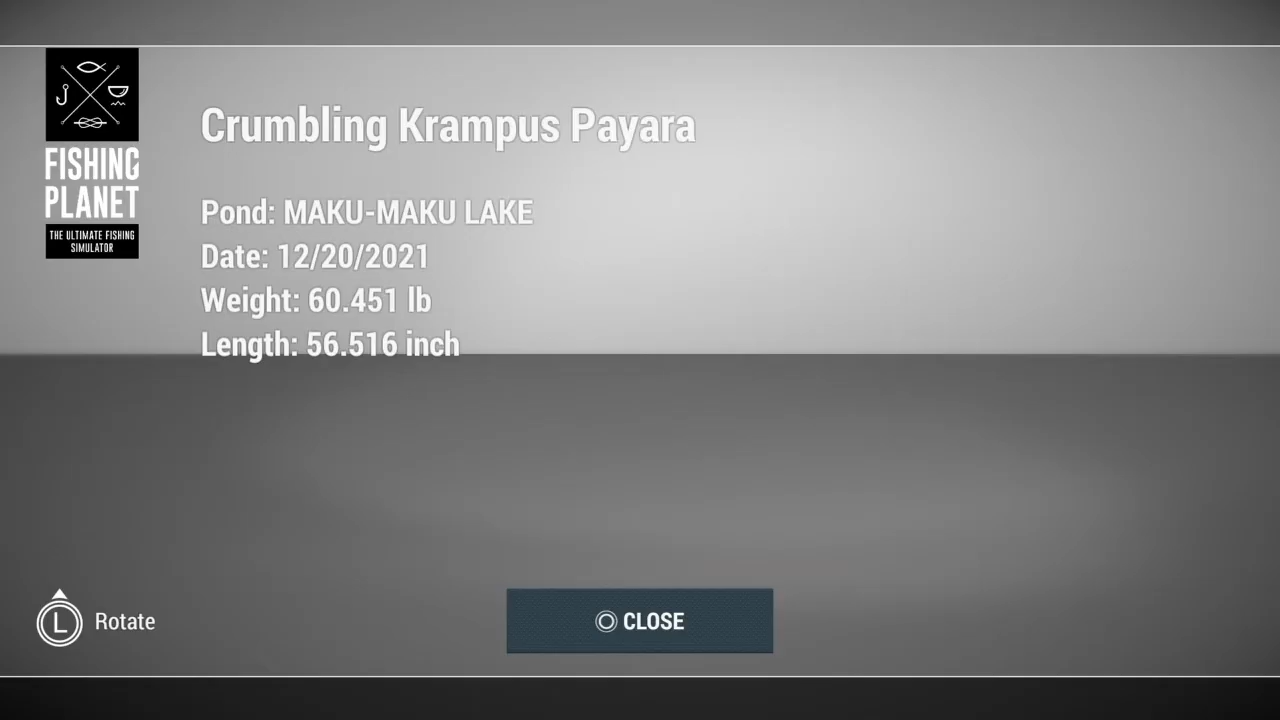 FISHING
PLANET
THE ULTIMATE FISHING
SIMULATOR
Crumbling Krampus Payara
Pond: MAKU-MAKU LAKE
Date: 12/20/2021
Weight: 60.451 lb
Length: 56.516 inch
L Rotate
CLOSE